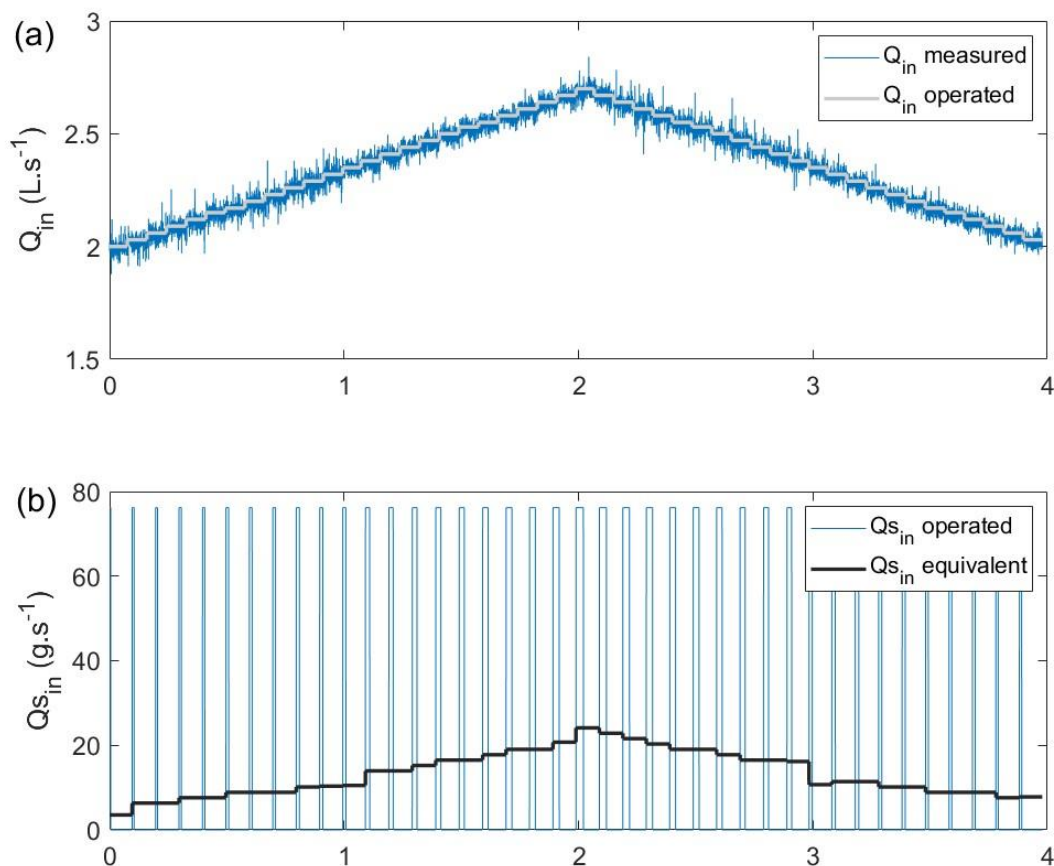 (a)
3
2.5
2
1.5
Q_in (L.s⁻¹)
Q_in measured
Q_in operated
0 1 2 3 4
(b)
80
60
40
20
0
Qs_in (g.s⁻¹)
Qs_in operated
Qs_in equivalent
0 1 2 3 4